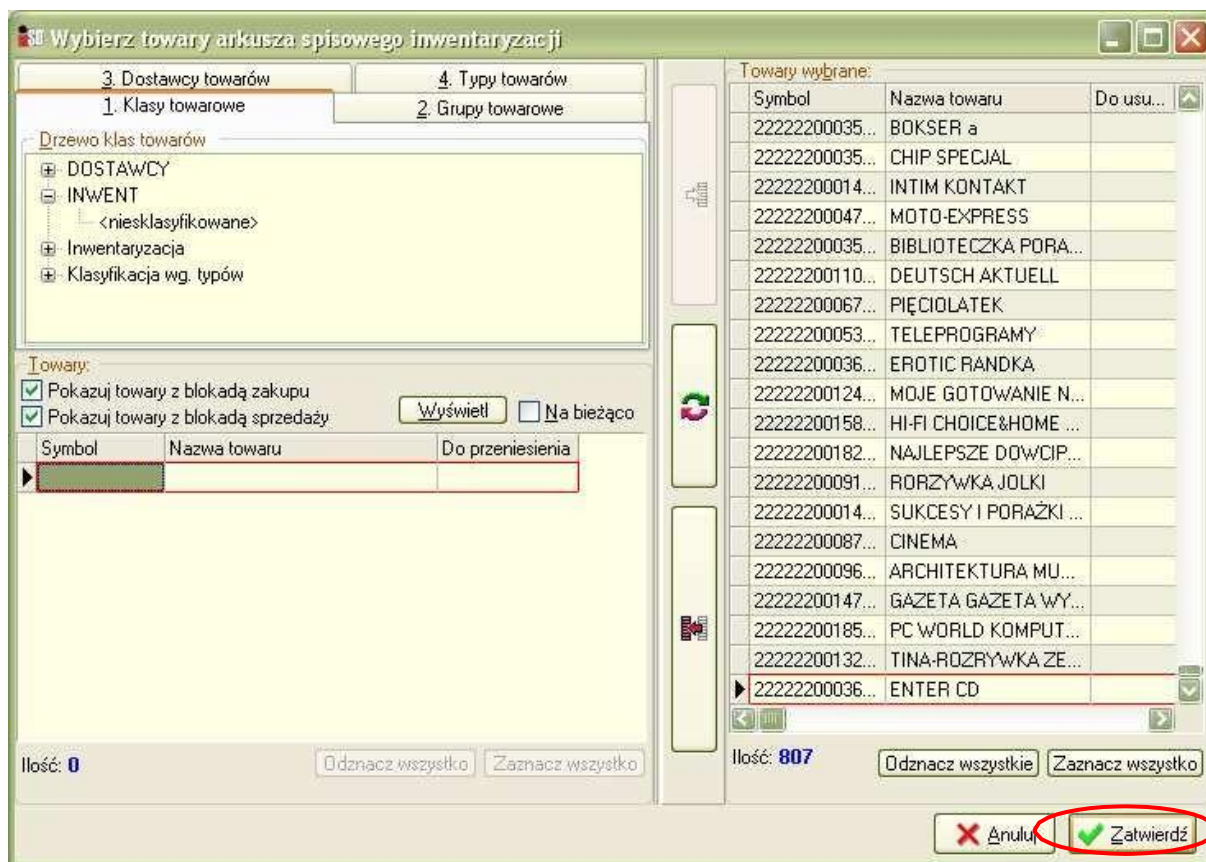 Wybierz towary arkusza spisowego inwentaryzacji
3. Dostawcy towarów 4. Typy towarów
1. Klasy towarowe 2. Grupy towarowe
Drzewo klas towarów
DOSTAWCY
INWENT
<niesklasyfikowane>
Inwentaryzacja
Klasyfikacja wg. typów
Towary:
Pokazuj towary z blokadą zakupu
Pokazuj towary z blokadą sprzedaży
Wyświetl Na bieżąco
Symbol Nazwa towaru Do przeniesienia
Ilość: 0 Odznacz wszystko Zaznacz wszystko
Towary wybrane:
Symbol Nazwa towaru Do usu...
22222200035... BOKSER a
22222200035... CHIP SPECJAL
22222200014... INTIM KONTAKT
22222200047... MOTO-EXPRESS
22222200035... BIBLIOTECZKA PORA...
22222200110... DEUTSCH AKTUELL
22222200067... PIĘCIOLATEK
22222200053... TELEPROGRAMY
22222200036... EROTIC RANDKA
22222200124... MOJE GOTOWANIE N...
22222200158... HI-FI CHOICE&HOME ...
22222200182... NAJLEPSZE DOWCIP...
22222200091... RORZYWKA JOLKI
22222200014... SUKCESY I PORAŻKI ...
22222200087... CINEMA
22222200096... ARCHITEKTURA MU...
22222200147... GAZETA GAZETA WY...
22222200185... PC WORLD KOMPUT...
22222200132... TINA-ROZRYWKA ZE...
22222200036... ENTER CD
Ilość: 807 Odznacz wszystkie Zaznacz wszystko
Anuluj Zatwierdź